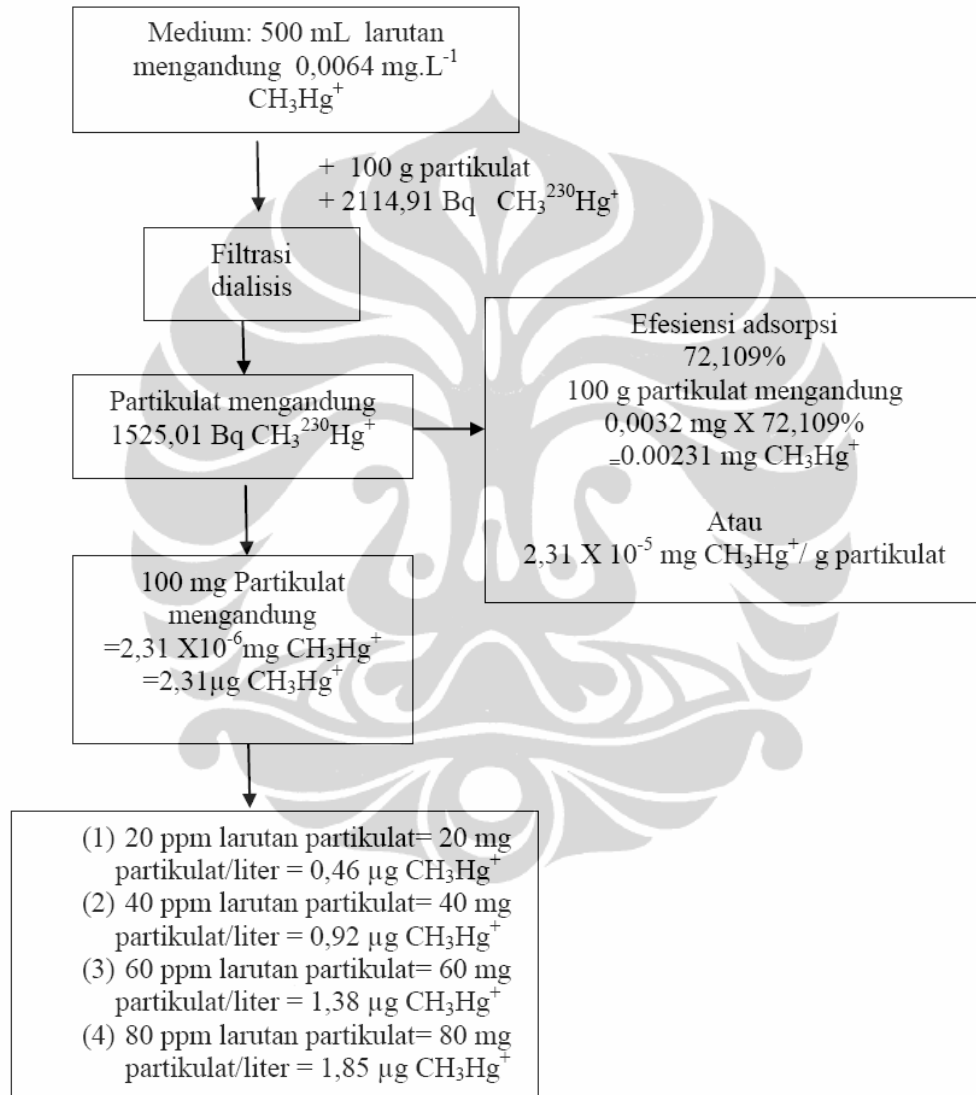 Medium: 500 mL larutan
mengandung 0,0064 mg.L⁻¹
CH₃Hg⁺
+ 100 g partikulat
+ 2114,91 Bq CH₃²³⁰Hg⁺
Filtrasi
dialisis
Partikulat mengandung
1525,01 Bq CH₃²³⁰Hg⁺
Efesiensi adsorpsi
72,109%
100 g partikulat mengandung
0,0032 mg X 72,109%
=0.00231 mg CH₃Hg⁺
Atau
2,31 X 10⁻⁵ mg CH₃Hg⁺/ g partikulat
100 mg Partikulat
mengandung
=2,31 X10⁻⁶mg CH₃Hg⁺
=2,31µg CH₃Hg⁺
(1) 20 ppm larutan partikulat= 20 mg
partikulat/liter = 0,46 µg CH₃Hg⁺
(2) 40 ppm larutan partikulat= 40 mg
partikulat/liter = 0,92 µg CH₃Hg⁺
(3) 60 ppm larutan partikulat= 60 mg
partikulat/liter = 1,38 µg CH₃Hg⁺
(4) 80 ppm larutan partikulat= 80 mg
partikulat/liter = 1,85 µg CH₃Hg⁺